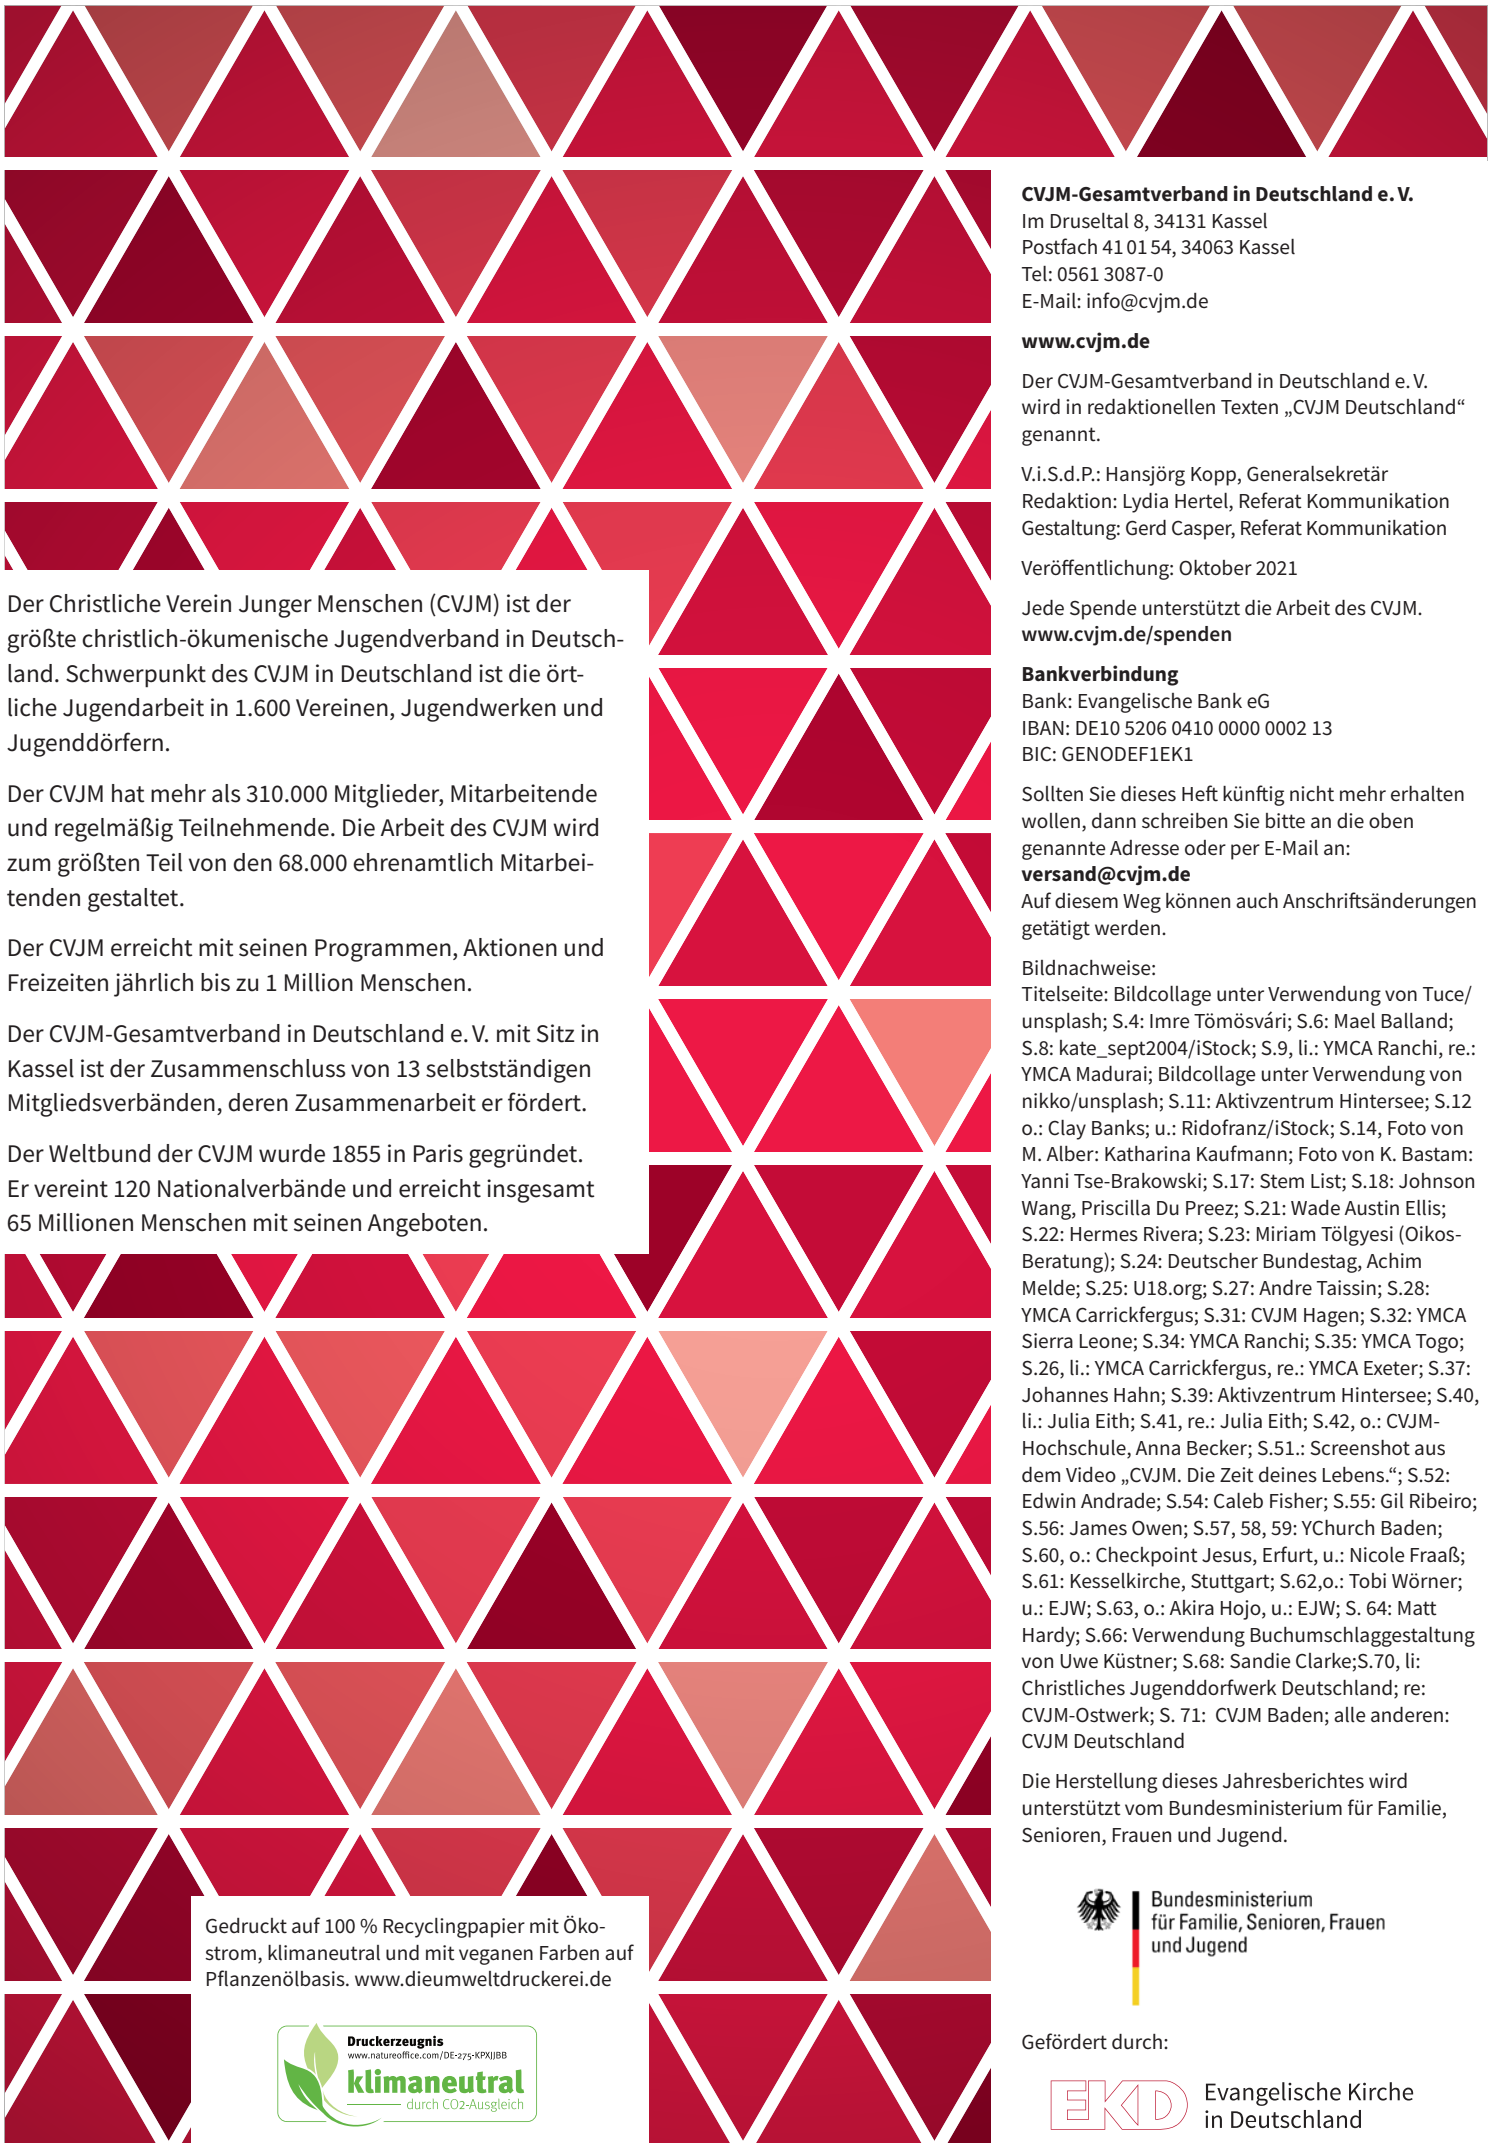 Der Christliche Verein Junger Menschen (CVJM) ist der
größte christlich-ökumenische Jugendverband in Deutsch-
land. Schwerpunkt des CVJM in Deutschland ist die ört-
liche Jugendarbeit in 1.600 Vereinen, Jugendwerken und
Jugenddörfern.
Der CVJM hat mehr als 310.000 Mitglieder, Mitarbeitende
und regelmäßig Teilnehmende. Die Arbeit des CVJM wird
zum größten Teil von den 68.000 ehrenamtlich Mitarbei-
tenden gestaltet.
Der CVJM erreicht mit seinen Programmen, Aktionen und
Freizeiten jährlich bis zu 1 Million Menschen.
Der CVJM-Gesamtverband in Deutschland e. V. mit Sitz in
Kassel ist der Zusammenschluss von 13 selbstständigen
Mitgliedsverbänden, deren Zusammenarbeit er fördert.
Der Weltbund der CVJM wurde 1855 in Paris gegründet.
Er vereint 120 Nationalverbände und erreicht insgesamt
65 Millionen Menschen mit seinen Angeboten.
Gedruckt auf 100 % Recyclingpapier mit Öko-
strom, klimaneutral und mit veganen Farben auf
Pflanzenölbasis. www.dieumweltdruckerei.de
Druckerzeugnis
www.natureoffice.com/DE-275-KPXJJBB
klimaneutral
durch CO2-Ausgleich
CVJM-Gesamtverband in Deutschland e. V.
Im Druseltal 8, 34131 Kassel
Postfach 41 01 54, 34063 Kassel
Tel: 0561 3087-0
E-Mail: info@cvjm.de
www.cvjm.de
Der CVJM-Gesamtverband in Deutschland e. V.
wird in redaktionellen Texten „CVJM Deutschland“
genannt.
V.i.S.d.P.: Hansjörg Kopp, Generalsekretär
Redaktion: Lydia Hertel, Referat Kommunikation
Gestaltung: Gerd Casper, Referat Kommunikation
Veröffentlichung: Oktober 2021
Jede Spende unterstützt die Arbeit des CVJM.
www.cvjm.de/spenden
Bankverbindung
Bank: Evangelische Bank eG
IBAN: DE10 5206 0410 0000 0002 13
BIC: GENODEF1EK1
Sollten Sie dieses Heft künftig nicht mehr erhalten
wollen, dann schreiben Sie bitte an die oben
genannte Adresse oder per E-Mail an:
versand@cvjm.de
Auf diesem Weg können auch Anschriftsänderungen
getätigt werden.
Bildnachweise:
Titelseite: Bildcollage unter Verwendung von Tuce/
unsplash; S.4: Imre Tömösvári; S.6: Mael Balland;
S.8: kate_sept2004/iStock; S.9, li.: YMCA Ranchi, re.:
YMCA Madurai; Bildcollage unter Verwendung von
nikko/unsplash; S.11: Aktivzentrum Hintersee; S.12
o.: Clay Banks; u.: Ridofranz/iStock; S.14, Foto von
M. Alber: Katharina Kaufmann; Foto von K. Bastam:
Yanni Tse-Brakowski; S.17: Stem List; S.18: Johnson
Wang, Priscilla Du Preez; S.21: Wade Austin Ellis;
S.22: Hermes Rivera; S.23: Miriam Tölgyesi (Oikos-
Beratung); S.24: Deutscher Bundestag, Achim
Melde; S.25: U18.org; S.27: Andre Taissin; S.28:
YMCA Carrickfergus; S.31: CVJM Hagen; S.32: YMCA
Sierra Leone; S.34: YMCA Ranchi; S.35: YMCA Togo;
S.26, li.: YMCA Carrickfergus, re.: YMCA Exeter; S.37:
Johannes Hahn; S.39: Aktivzentrum Hintersee; S.40,
li.: Julia Eith; S.41, re.: Julia Eith; S.42, o.: CVJM-
Hochschule, Anna Becker; S.51.: Screenshot aus
dem Video „CVJM. Die Zeit deines Lebens.“; S.52:
Edwin Andrade; S.54: Caleb Fisher; S.55: Gil Ribeiro;
S.56: James Owen; S.57, 58, 59: YChurch Baden;
S.60, o.: Checkpoint Jesus, Erfurt, u.: Nicole Fraaß;
S.61: Kesselkirche, Stuttgart; S.62,o.: Tobi Wörner;
u.: EJW; S.63, o.: Akira Hojo, u.: EJW; S. 64: Matt
Hardy; S.66: Verwendung Buchumschlaggestaltung
von Uwe Küstner; S.68: Sandie Clarke;S.70, li:
Christliches Jugenddorfwerk Deutschland; re:
CVJM-Ostwerk; S. 71: CVJM Baden; alle anderen:
CVJM Deutschland
Die Herstellung dieses Jahresberichtes wird
unterstützt vom Bundesministerium für Familie,
Senioren, Frauen und Jugend.
Bundesministerium
für Familie, Senioren, Frauen
und Jugend
Gefördert durch:
EKD
Evangelische Kirche
in Deutschland